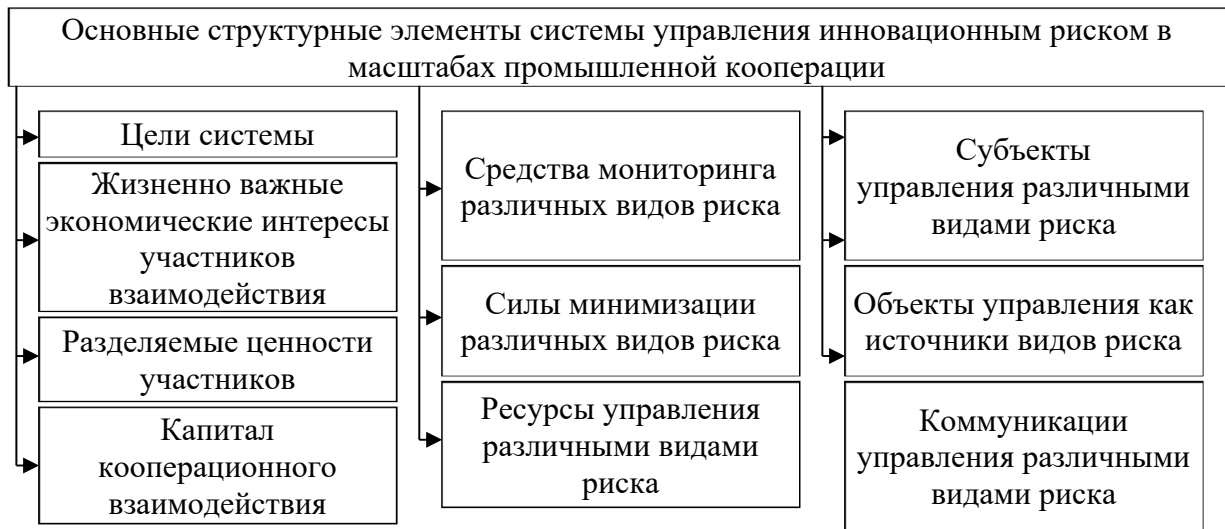 Основные структурные элементы системы управления инновационным риском в
масштабах промышленной кооперации
Цели системы
Жизненно важные
экономические интересы
участников
взаимодействия
Разделяемые ценности
участников
Капитал
кооперационного
взаимодействия
Средства мониторинга
различных видов риска
Силы минимизации
различных видов риска
Ресурсы управления
различными видами
риска
Субъекты
управления различными
видами риска
Объекты управления как
источники видов риска
Коммуникации
управления различными
видами риска